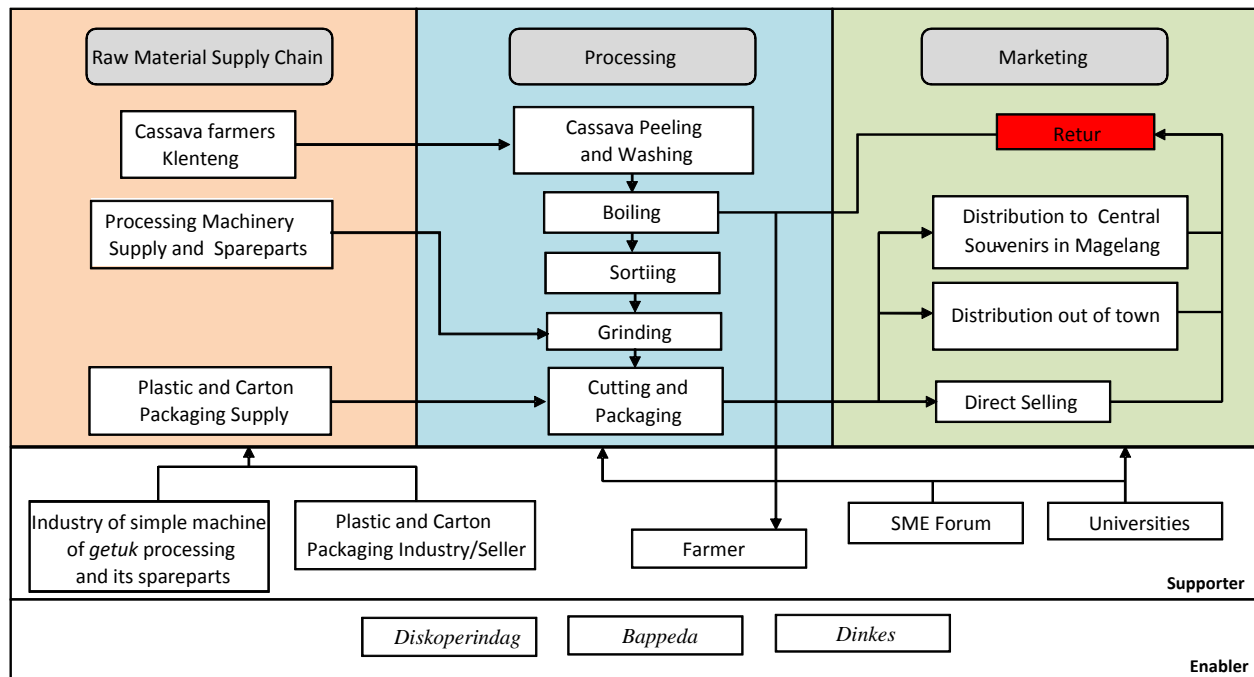 Raw Material Supply Chain
Processing
Marketing
Cassava farmers
Klenteng
Cassava Peeling
and Washing
Retur
Processing Machinery
Supply and Spareparts
Boiling
Distribution to Central
Souvenirs in Magelang
Sortiing
Distribution out of town
Grinding
Plastic and Carton
Packaging Supply
Cutting and
Packaging
Direct Selling
Industry of simple machine
of getuk processing
and its spareparts
Plastic and Carton
Packaging Industry/Seller
Farmer
SME Forum
Universities
Supporter
Diskoperindag
Bappeda
Dinkes
Enabler